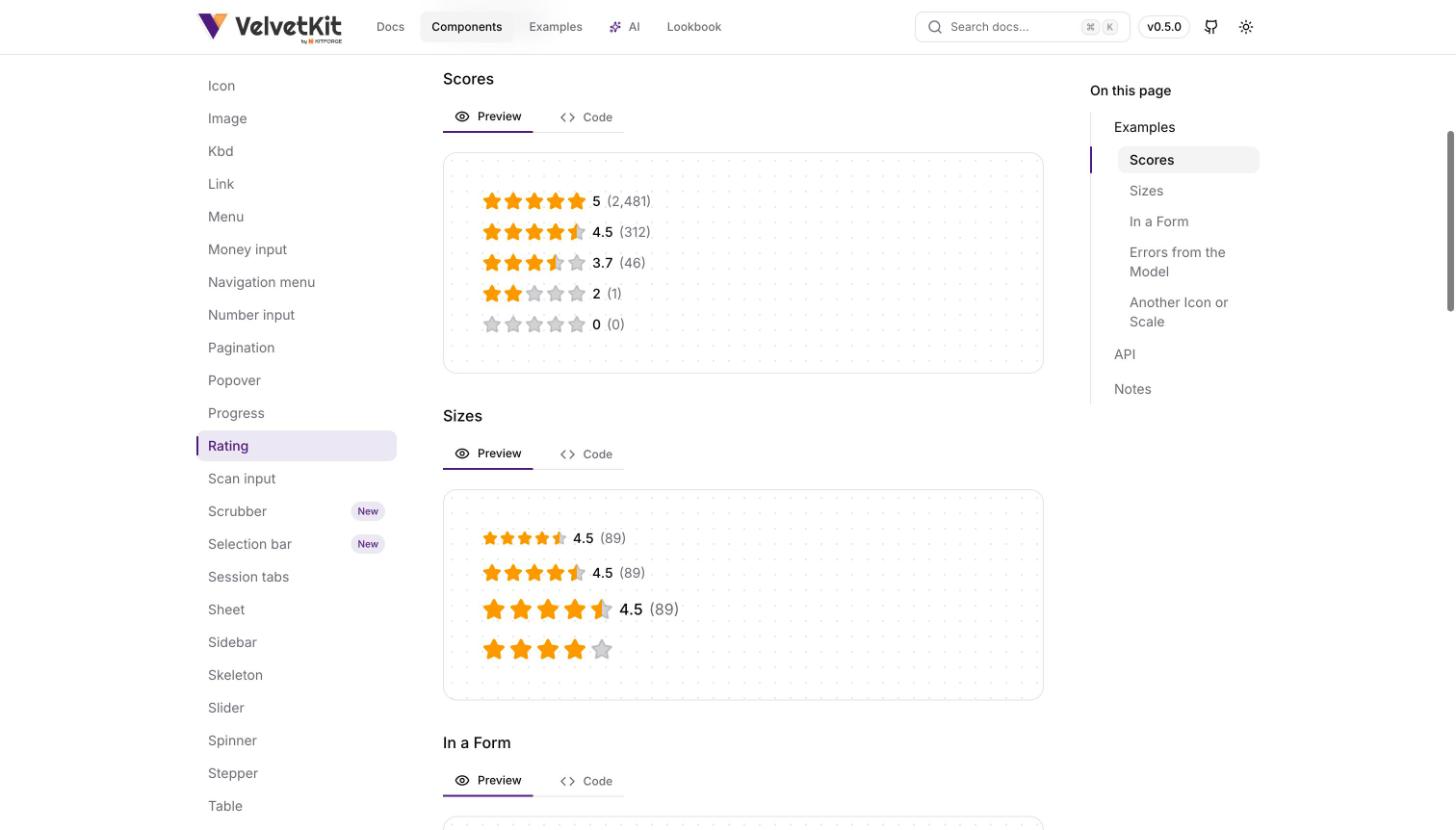 VelvetKit
by KITFORGE
Docs
Components
Examples
AI
Lookbook
Search docs...
⌘ K
v0.5.0
Icon
Image
Kbd
Link
Menu
Money input
Navigation menu
Number input
Pagination
Popover
Progress
Rating
Scan input
Scrubber New
Selection bar New
Session tabs
Sheet
Sidebar
Skeleton
Slider
Spinner
Stepper
Table
Scores
Preview
Code
5 (2,481)
4.5 (312)
3.7 (46)
2 (1)
0 (0)
Sizes
Preview
Code
4.5 (89)
4.5 (89)
4.5 (89)
In a Form
Preview
Code
On this page
Examples
Scores
Sizes
In a Form
Errors from the
Model
Another Icon or
Scale
API
Notes